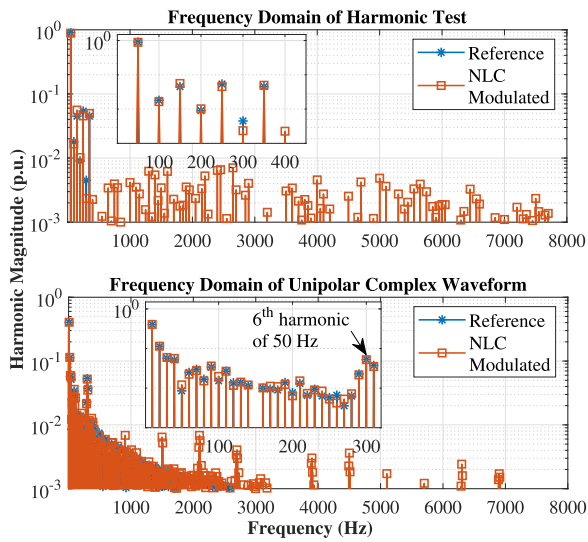 Frequency Domain of Harmonic Test
10^0
10^-1
10^-2
10^-3
10^0
100 200 300 400
Reference
NLC
Modulated
1000 2000 3000 4000 5000 6000 7000 8000
Harmonic Magnitude (p.u.)
Frequency Domain of Unipolar Complex Waveform
10^0
10^-1
10^-2
10^-3
10^0
6^th harmonic
of 50 Hz
100 200 300
Reference
NLC
Modulated
1000 2000 3000 4000 5000 6000 7000 8000
Frequency (Hz)